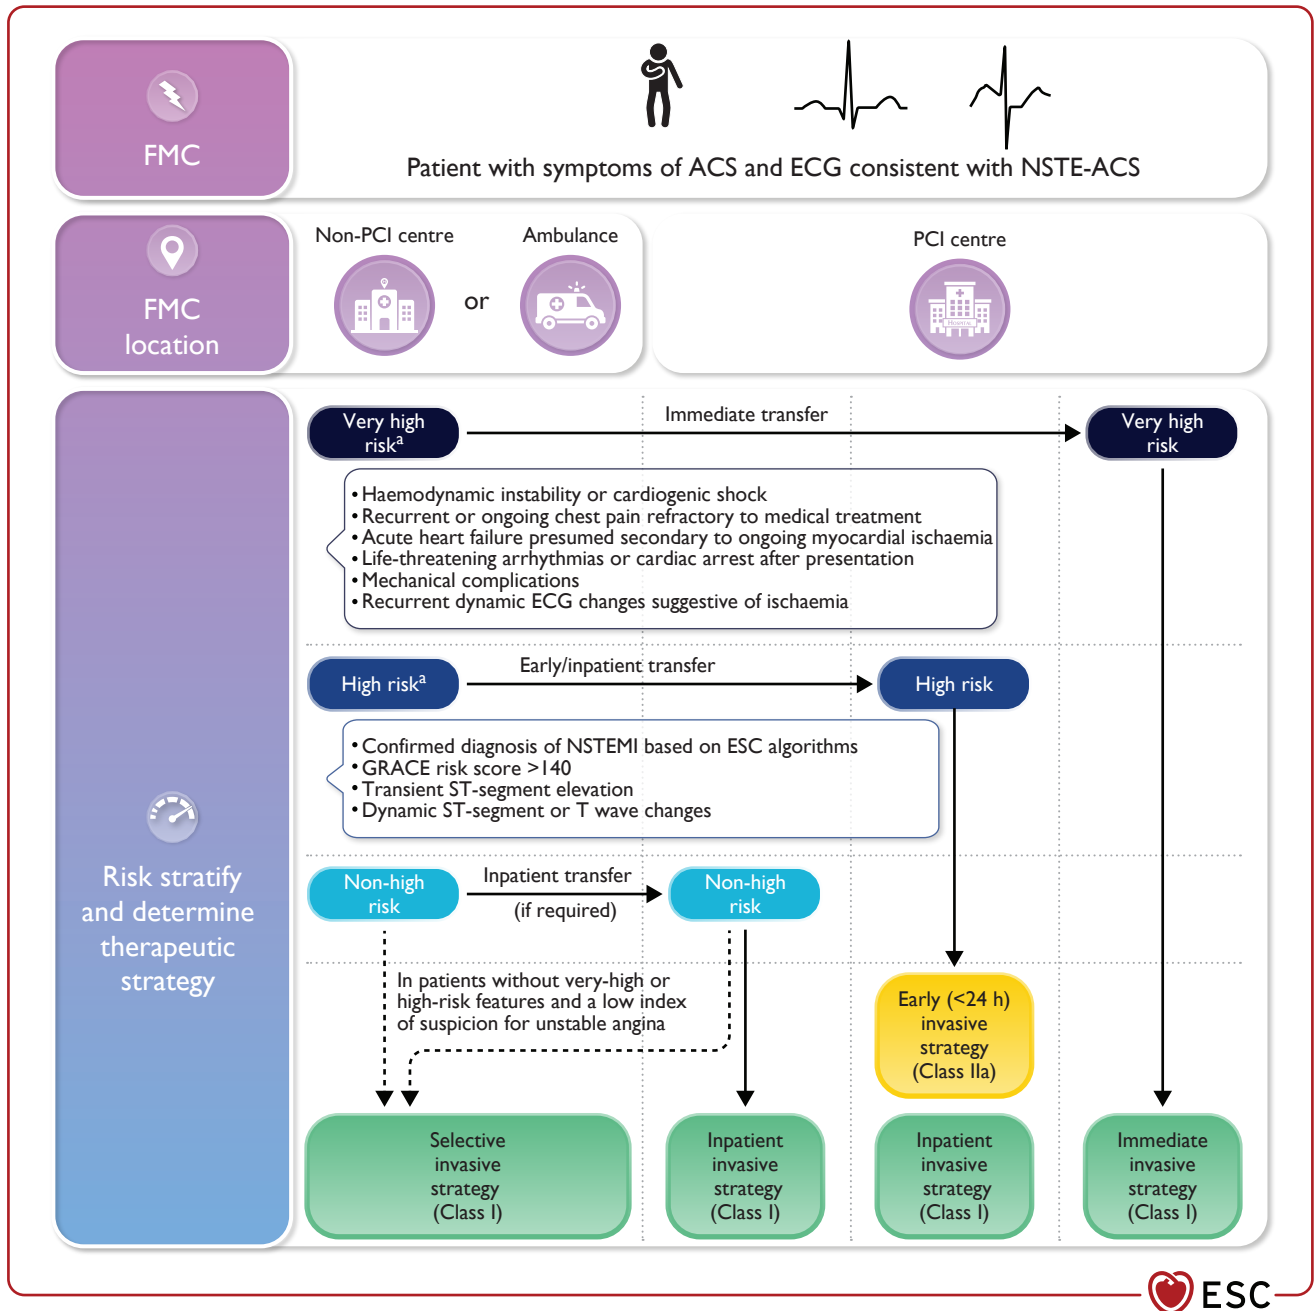 FMC
Patient with symptoms of ACS and ECG consistent with NSTE-ACS
FMC
location
Non-PCI centre
or
Ambulance
PCI centre
HOSPITAL
Risk stratify
and determine
therapeutic
strategy
Very high
riskᵃ
Immediate transfer
Very high
risk
• Haemodynamic instability or cardiogenic shock
• Recurrent or ongoing chest pain refractory to medical treatment
• Acute heart failure presumed secondary to ongoing myocardial ischaemia
• Life-threatening arrhythmias or cardiac arrest after presentation
• Mechanical complications
• Recurrent dynamic ECG changes suggestive of ischaemia
High riskᵃ
Early/inpatient transfer
High risk
• Confirmed diagnosis of NSTEMI based on ESC algorithms
• GRACE risk score >140
• Transient ST-segment elevation
• Dynamic ST-segment or T wave changes
Non-high
risk
Inpatient transfer
(if required)
Non-high
risk
In patients without very-high or
high-risk features and a low index
of suspicion for unstable angina
Early (<24 h)
invasive
strategy
(Class IIa)
Selective
invasive
strategy
(Class I)
Inpatient
invasive
strategy
(Class I)
Inpatient
invasive
strategy
(Class I)
Immediate
invasive
strategy
(Class I)
ESC